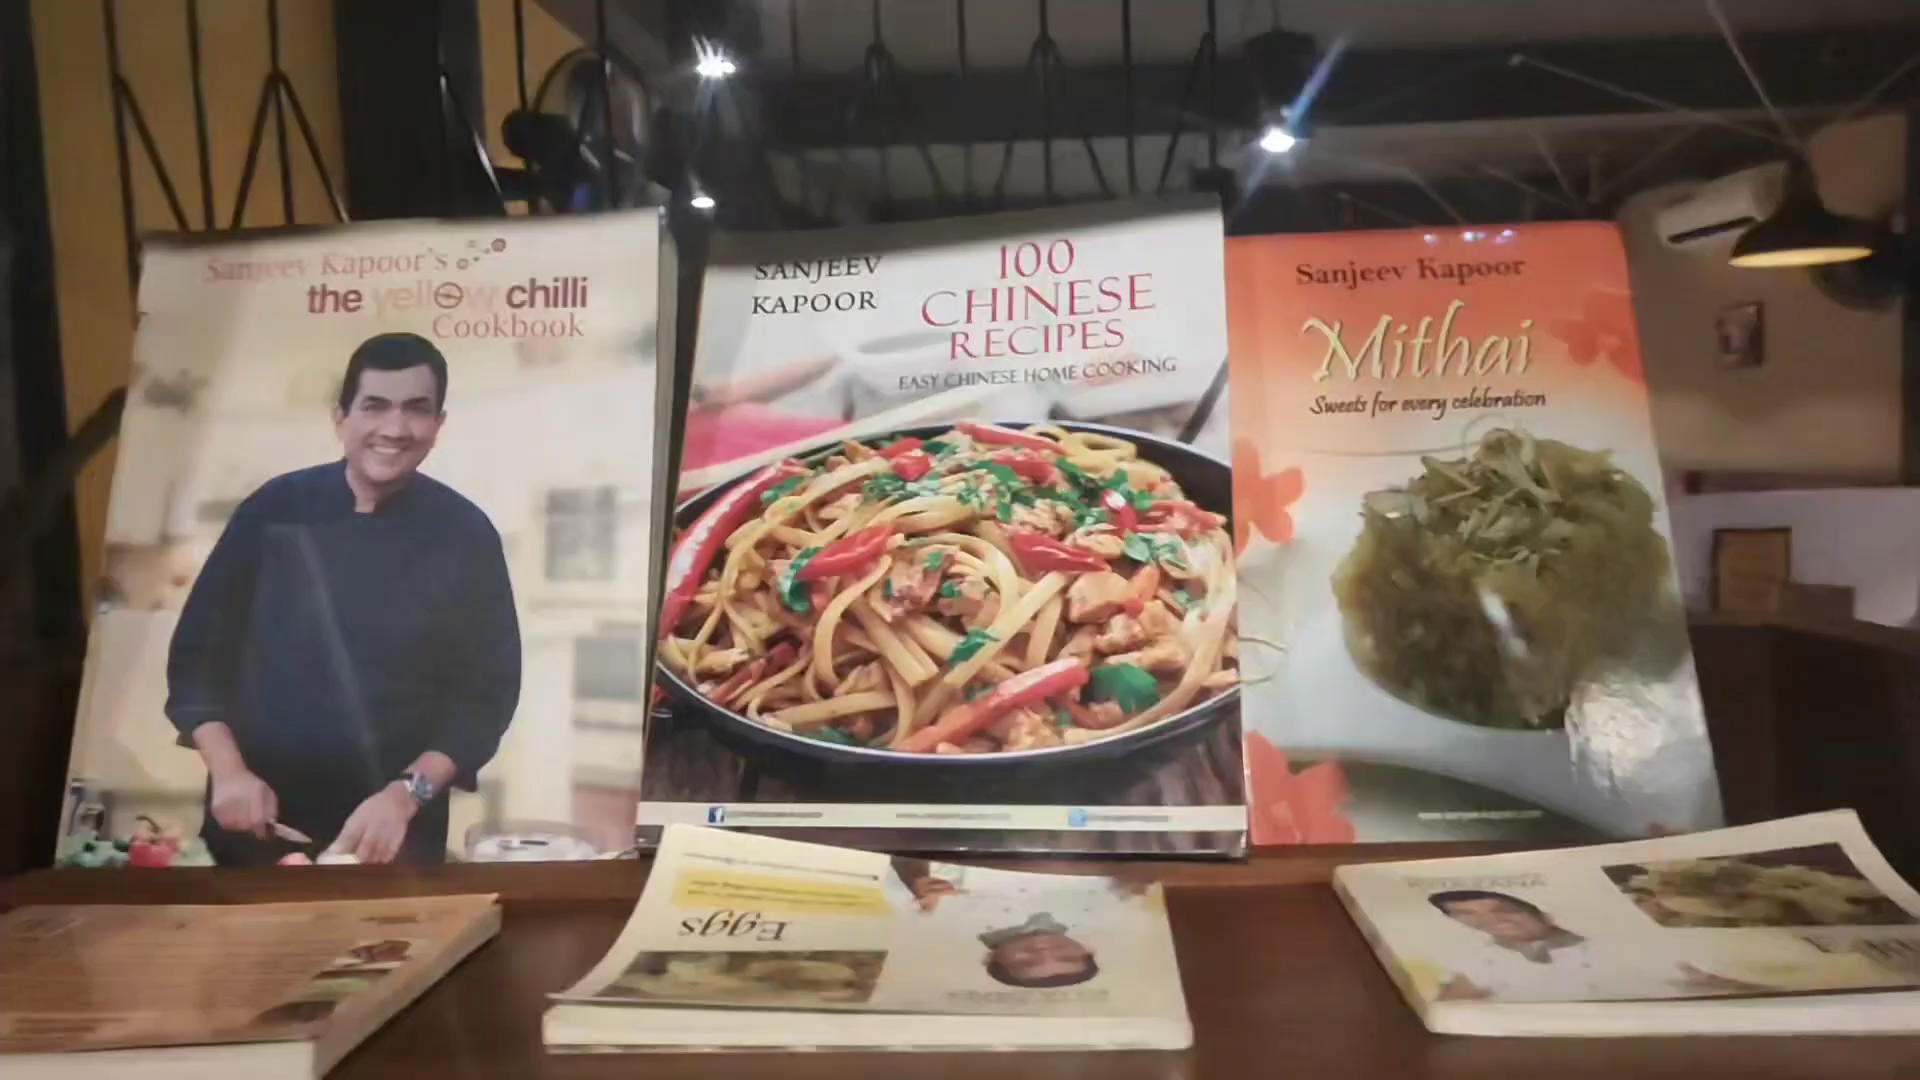 Sanjeev Kapoor's
the yellow chilli
Cookbook
SANJEEV
KAPOOR
100
CHINESE
RECIPES
EASY CHINESE HOME COOKING
Sanjeev Kapoor
Mithai
Sweets for every celebration
Eggs